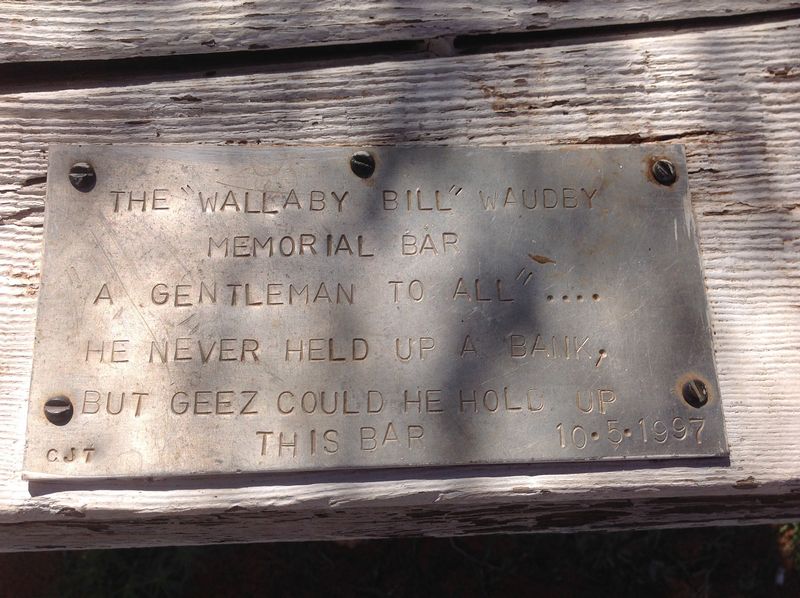 THE "WALLABY BILL" WAUDBY
MEMORIAL BAR
A GENTLEMAN TO ALL"....
HE NEVER HELD UP A BANK,
BUT GEEZ COULD HE HOLD UP
THIS BAR 10.5.1997
CJT